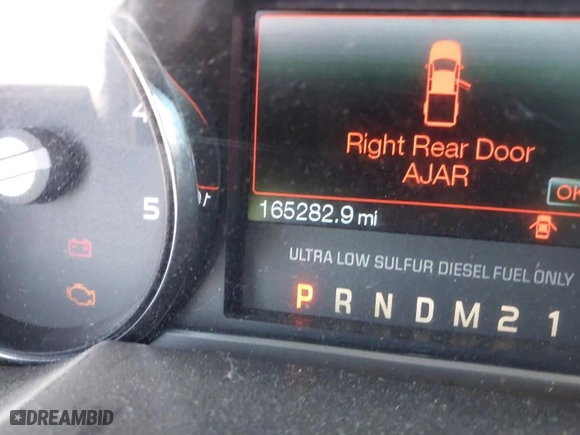 Right Rear Door
AJAR
OK
165282.9 mi
4
5
ULTRA LOW SULFUR DIESEL FUEL ONLY
P R N D M 2 1
DREAMBID